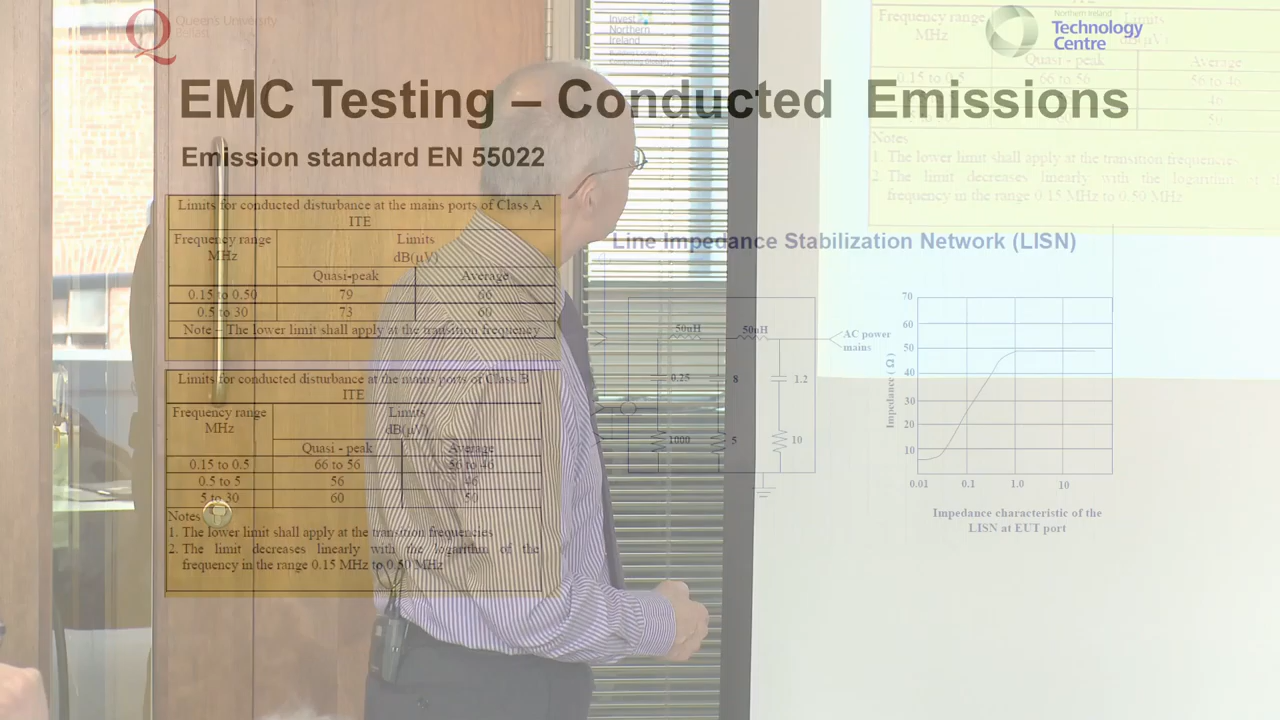 Queen's University
Invest
Northern
Ireland
Northern Ireland
Technology
Centre
EMC Testing – Conducted Emissions
Emission standard EN 55022
Limits for conducted disturbance at the mains ports of Class A
ITE
Frequency range
MHz
Limits
dB(µV)
Quasi-peak
Average
0.15 to 0.50
79
66
0.5 to 30
73
60
Note – The lower limit shall apply at the transition frequency
Limits for conducted disturbance at the mains ports of Class B
ITE
Frequency range
MHz
Limits
dB(µV)
Quasi - peak
Average
0.15 to 0.5
66 to 56
56 to 46
0.5 to 5
56
46
5 to 30
60
50
Notes
1. The lower limit shall apply at the transition frequencies
2. The limit decreases linearly with the logarithm of the
frequency in the range 0.15 MHz to 0.50 MHz
Line Impedance Stabilization Network (LISN)
50uH
50uH
AC power
mains
0.25
8
1.2
1000
5
10
Impedance ( Ω )
70
60
50
40
30
20
10
0.01
0.1
1.0
10
Impedance characteristic of the
LISN at EUT port
Frequency range
MHz
Limits
Quasi - peak
Average
0.15 to 0.5
66 to 56
56 to 46
46
50
Notes
1. The lower limit shall apply at the transition frequencies
2. The limit decreases linearly with the logarithm of
frequency in the range 0.15 MHz to 0.50 MHz